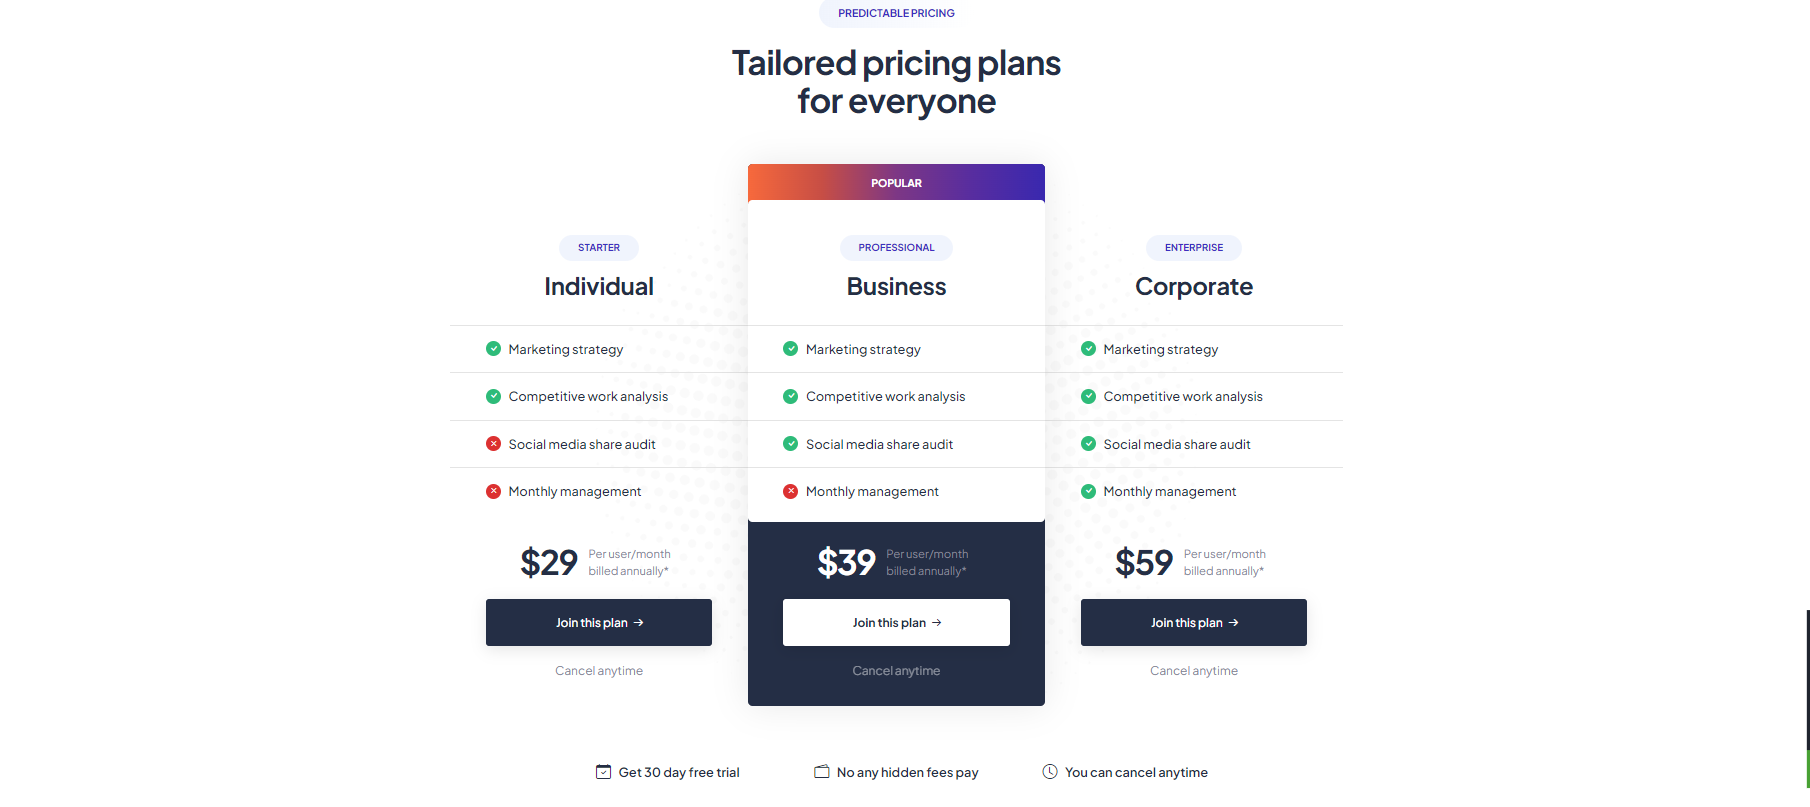 PREDICTABLE PRICING
Tailored pricing plans
for everyone
POPULAR
STARTER
Individual
Marketing strategy
Competitive work analysis
Social media share audit
Monthly management
$29
Per user/month
billed annually*
Join this plan →
Cancel anytime
PROFESSIONAL
Business
Marketing strategy
Competitive work analysis
Social media share audit
Monthly management
$39
Per user/month
billed annually*
Join this plan →
Cancel anytime
ENTERPRISE
Corporate
Marketing strategy
Competitive work analysis
Social media share audit
Monthly management
$59
Per user/month
billed annually*
Join this plan →
Cancel anytime
Get 30 day free trial
No any hidden fees pay
You can cancel anytime